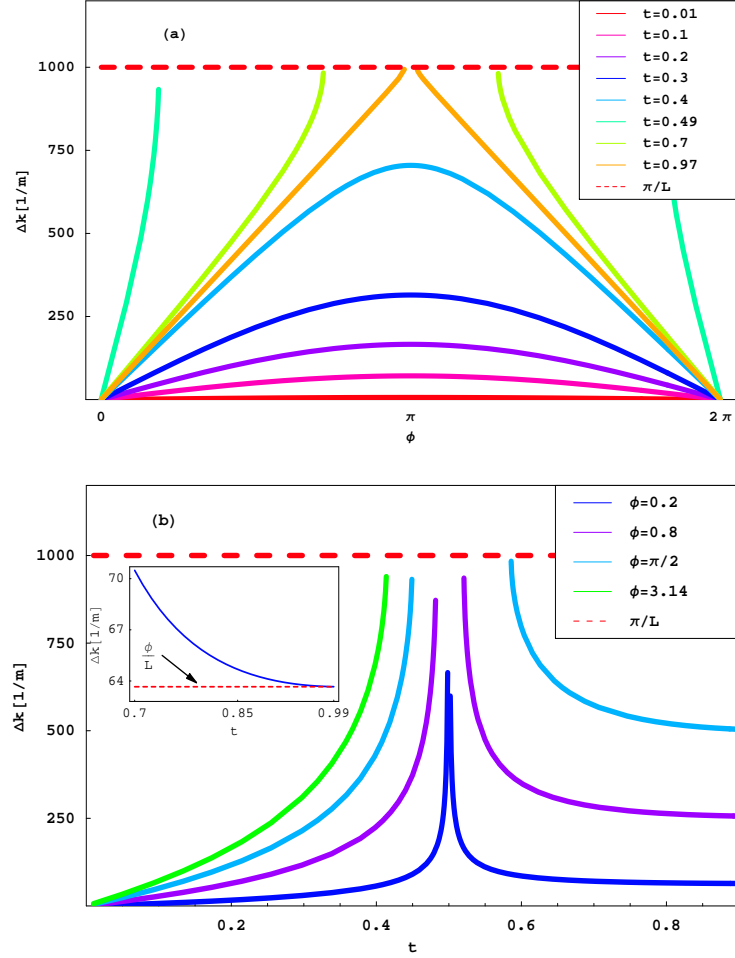 (a)
t=0.01
t=0.1
t=0.2
t=0.3
t=0.4
t=0.49
t=0.7
t=0.97
π/L
1000
750
500
250
Δk[1/m]
0
π
2π
ϕ
(b)
ϕ=0.2
ϕ=0.8
ϕ=π/2
ϕ=3.14
π/L
1000
750
500
250
Δk[1/m]
70
67
64
Δk[1/m]
ϕ
L
0.7
0.85
0.99
t
0.2
0.4
0.6
0.8
t